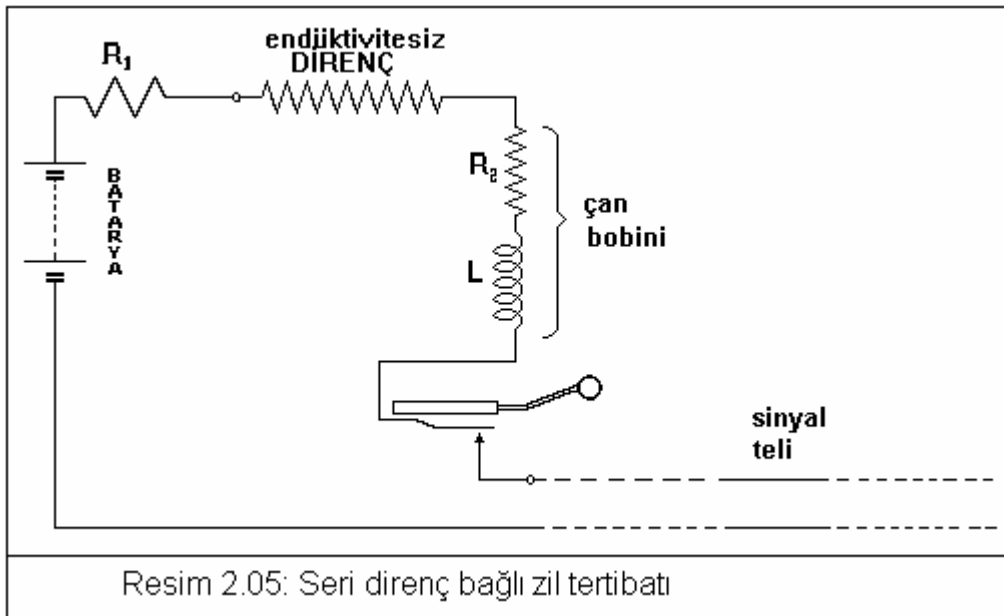 endüktivitesiz
DİRENÇ
R₁
BATARYA
R₂
çan
bobini
L
sinyal
teli
Resim 2.05: Seri direnç bağlı zil tertibatı